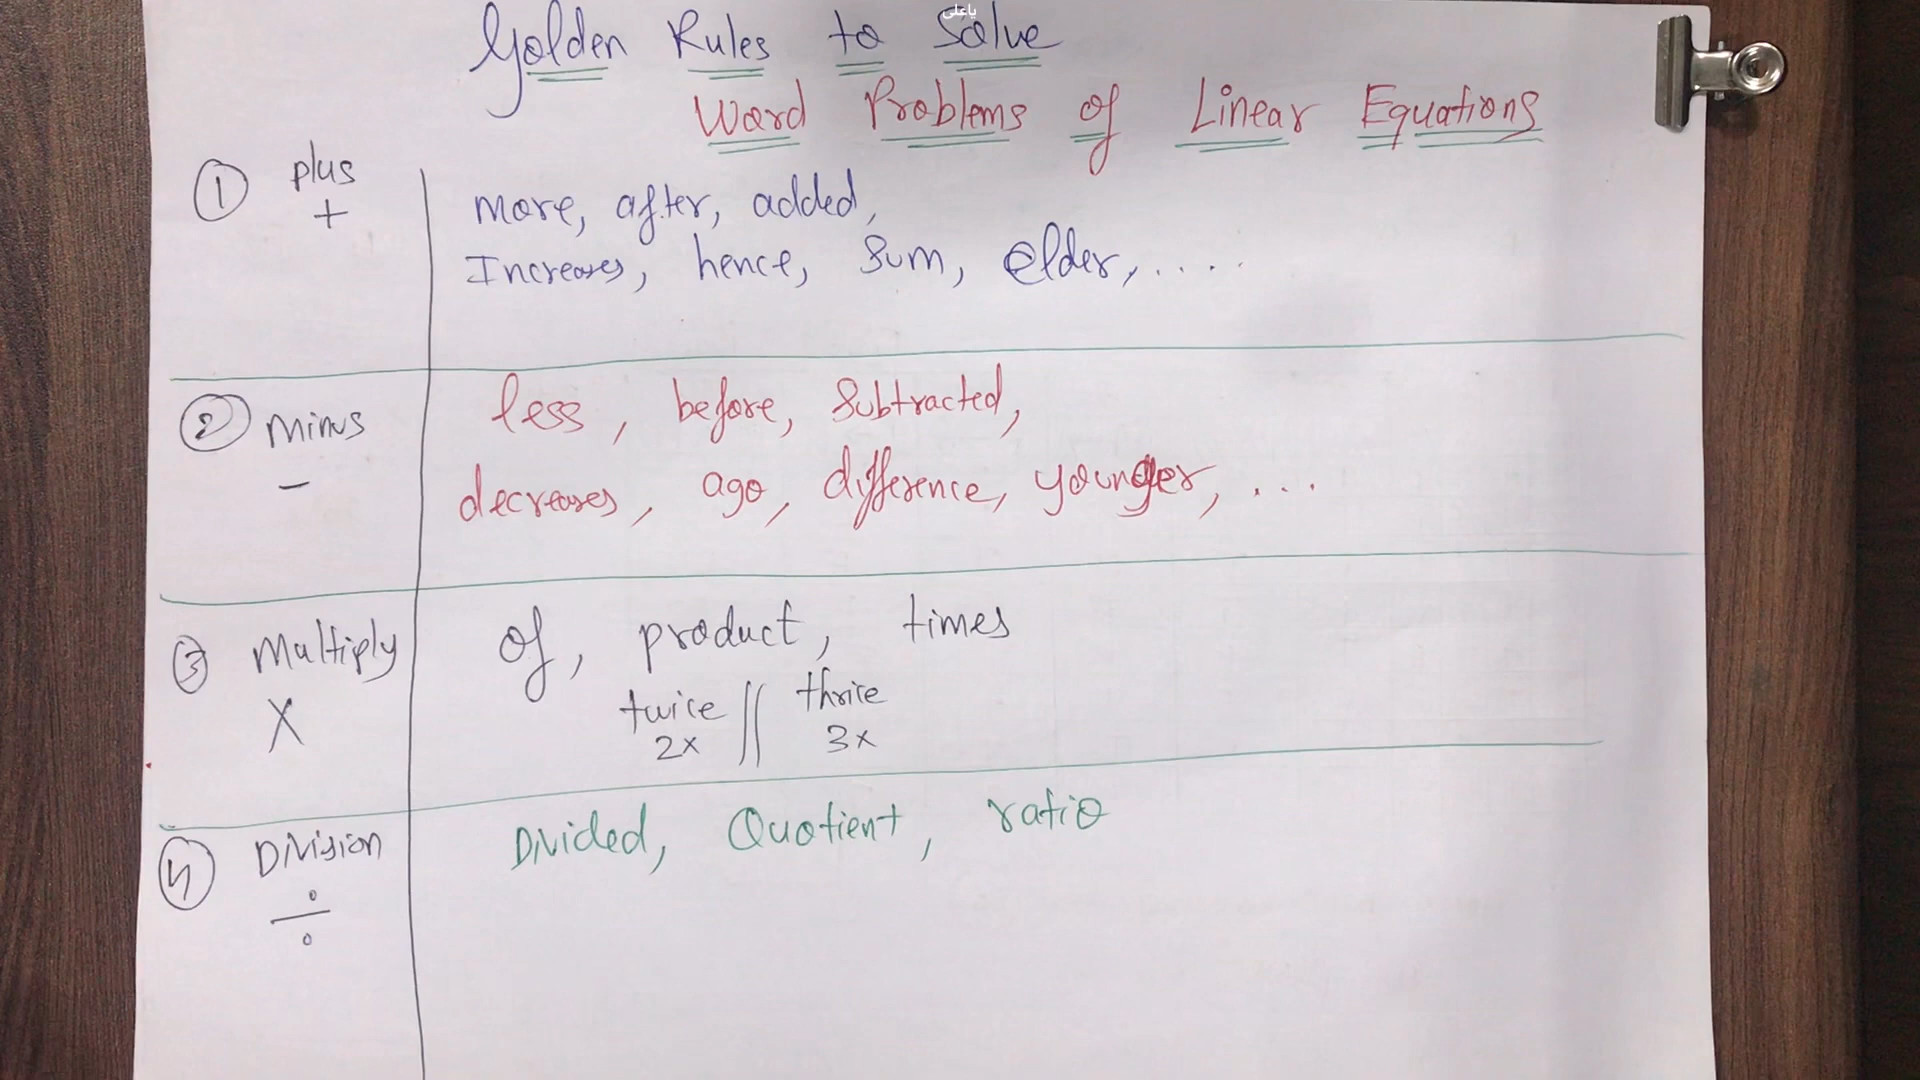 یاعلی
Golden Rules to Solve
Word Problems of Linear Equations
1 plus
+
more, after, added,
Increases, hence, Sum, elder, ....
2 minus
−
less, before, Subtracted,
decreases, ago, difference, younger, ...
3 Multiply
X
of, product, times
twice || thrice
2x 3x
4 Division
÷
Divided, Quotient, ratio